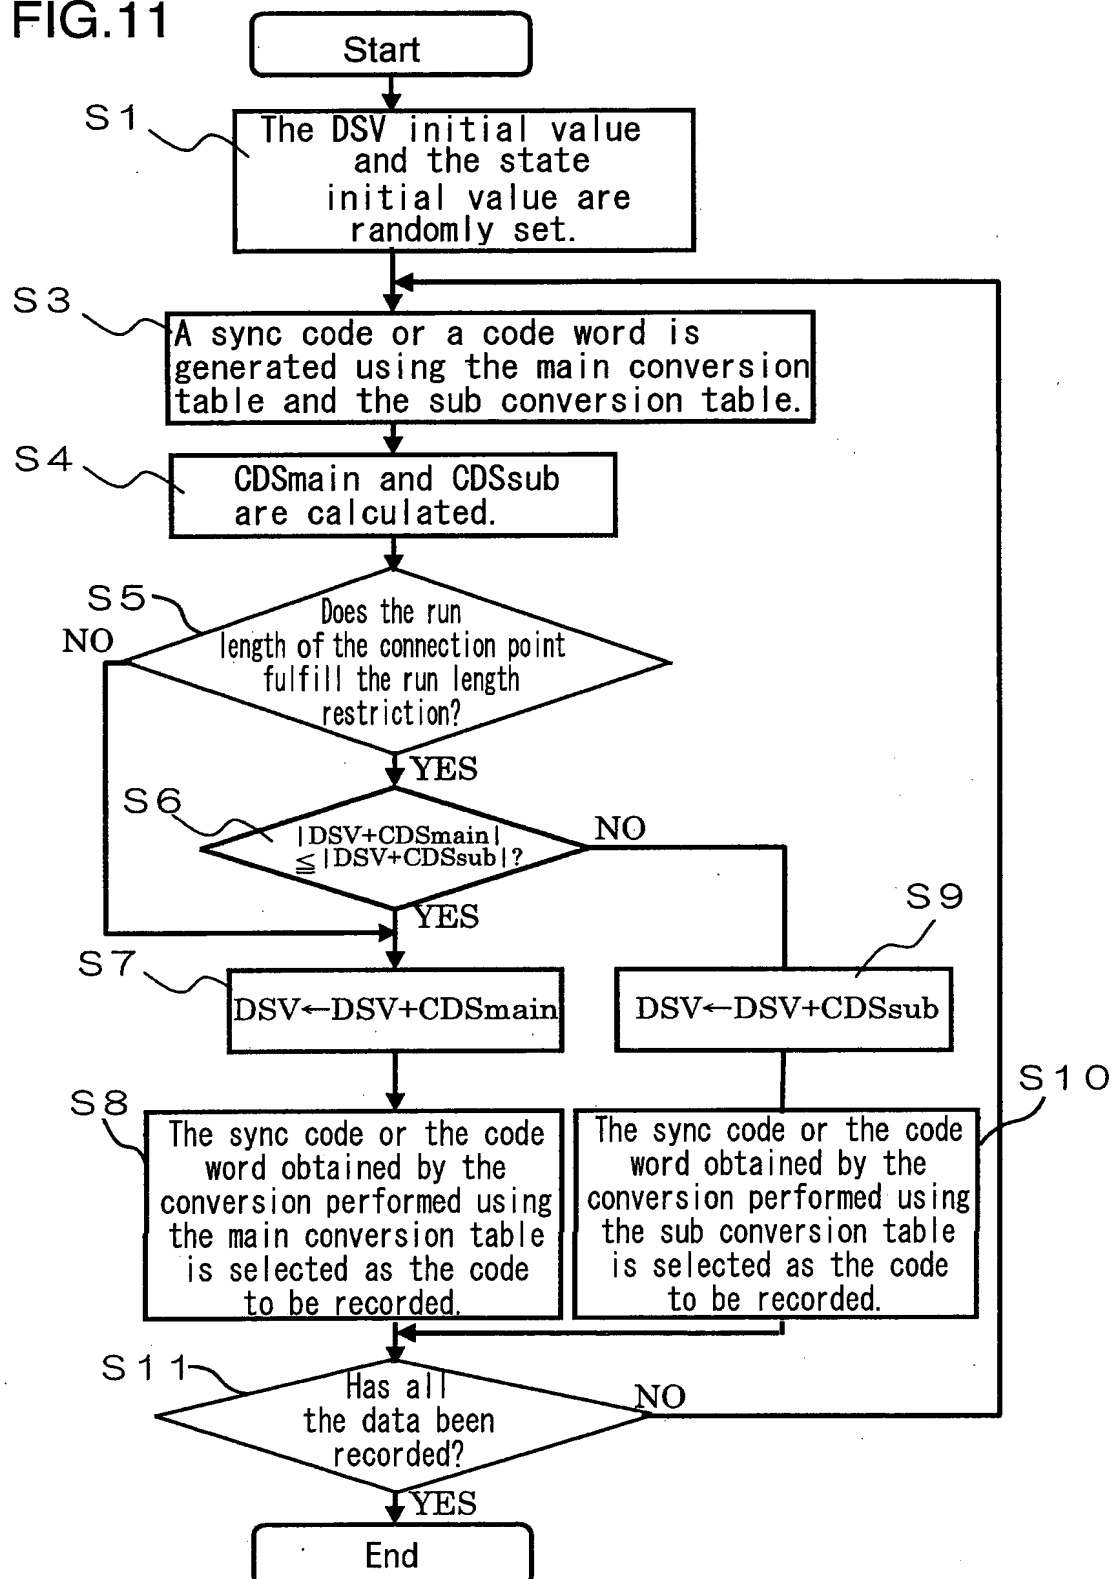 FIG.11
Start
S1
The DSV initial value
and the state
initial value are
randomly set.
S3
A sync code or a code word is
generated using the main conversion
table and the sub conversion table.
S4
CDSmain and CDSsub
are calculated.
S5
Does the run
length of the connection point
fulfill the run length
restriction?
NO
YES
S6
|DSV+CDSmain|
≦|DSV+CDSsub|?
NO
YES
S7
DSV←DSV+CDSmain
S9
DSV←DSV+CDSsub
S8
The sync code or the code
word obtained by the
conversion performed using
the main conversion table
is selected as the code
to be recorded.
S10
The sync code or the code
word obtained by the
conversion performed using
the sub conversion table
is selected as the code
to be recorded.
S11
Has all
the data been
recorded?
NO
YES
End